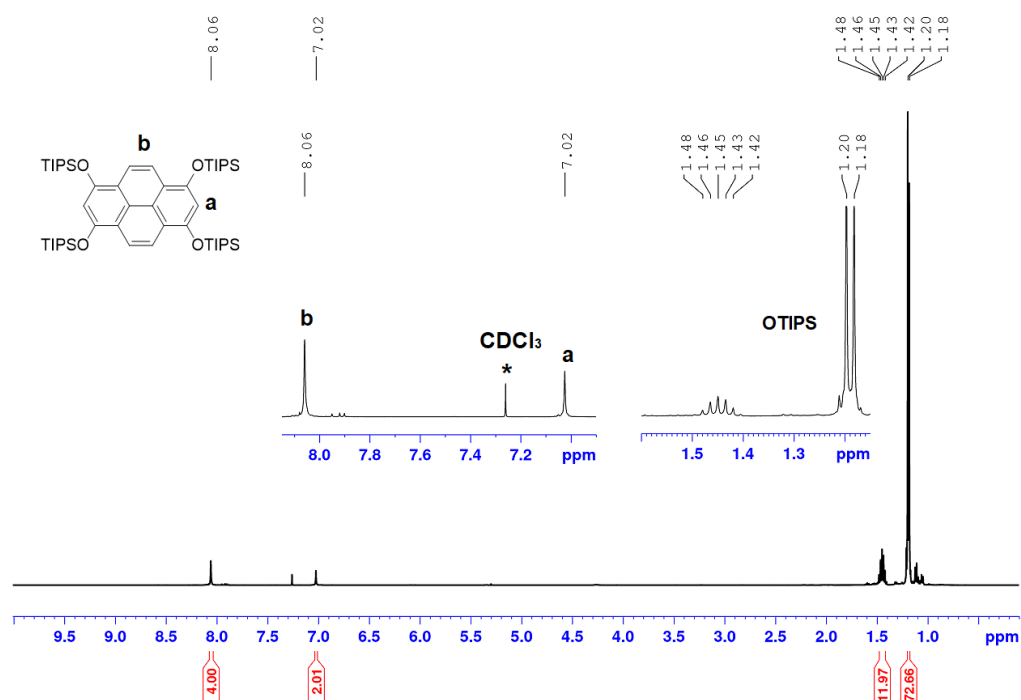 8.06
7.02
1.48
1.46
1.45
1.43
1.42
1.20
1.18
b
TIPSO OTIPS
a
TIPSO OTIPS
8.06
7.02
1.48
1.46
1.45
1.43
1.42
1.20
1.18
b
CDCl₃
*
a
OTIPS
8.0 7.8 7.6 7.4 7.2 ppm
1.5 1.4 1.3 ppm
9.5 9.0 8.5 8.0 7.5 7.0 6.5 6.0 5.5 5.0 4.5 4.0 3.5 3.0 2.5 2.0 1.5 1.0 ppm
4.00
2.01
11.97
72.66